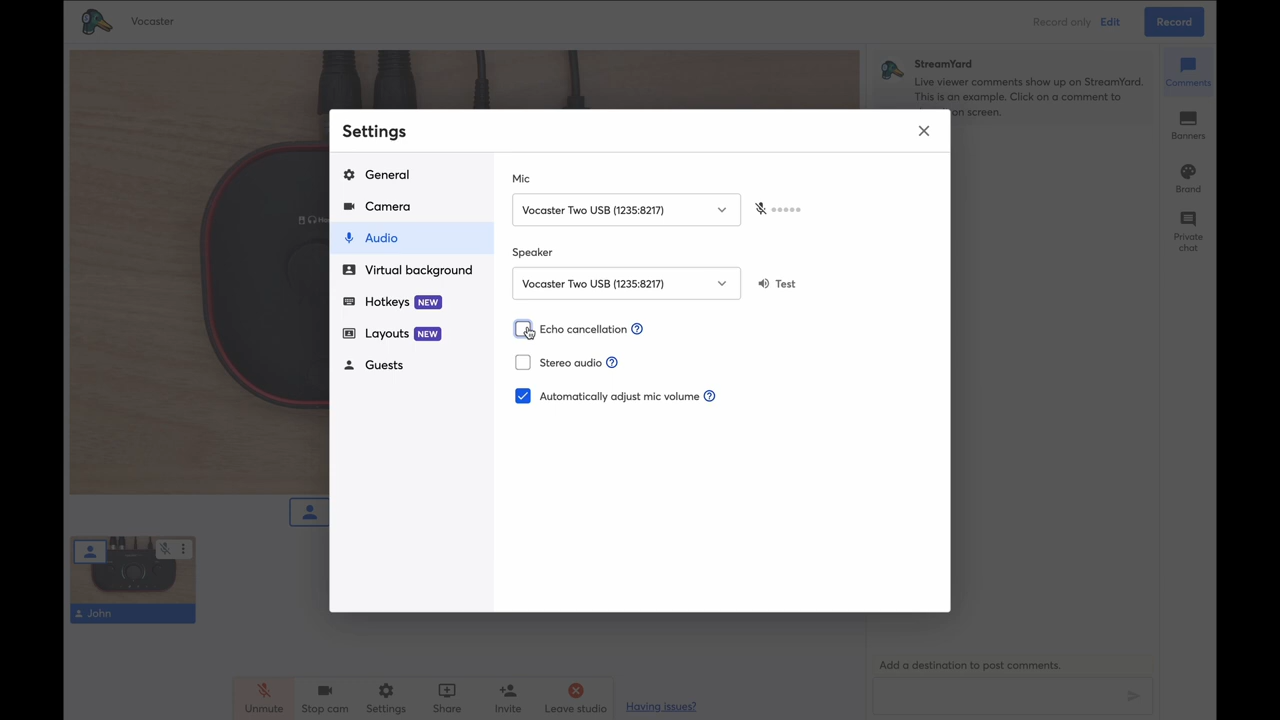 Vocaster
Record only Edit Record
StreamYard
Live viewer comments show up on StreamYard.
This is an example. Click on a comment to
on screen.
Comments
Banners
Brand
Private
chat
Settings
General
Camera
Audio
Virtual background
Hotkeys NEW
Layouts NEW
Guests
Mic
Vocaster Two USB (1235:8217)
Speaker
Vocaster Two USB (1235:8217)
Test
Echo cancellation
Stereo audio
Automatically adjust mic volume
John
Add a destination to post comments.
Unmute
Stop cam
Settings
Share
Invite
Leave studio
Having issues?